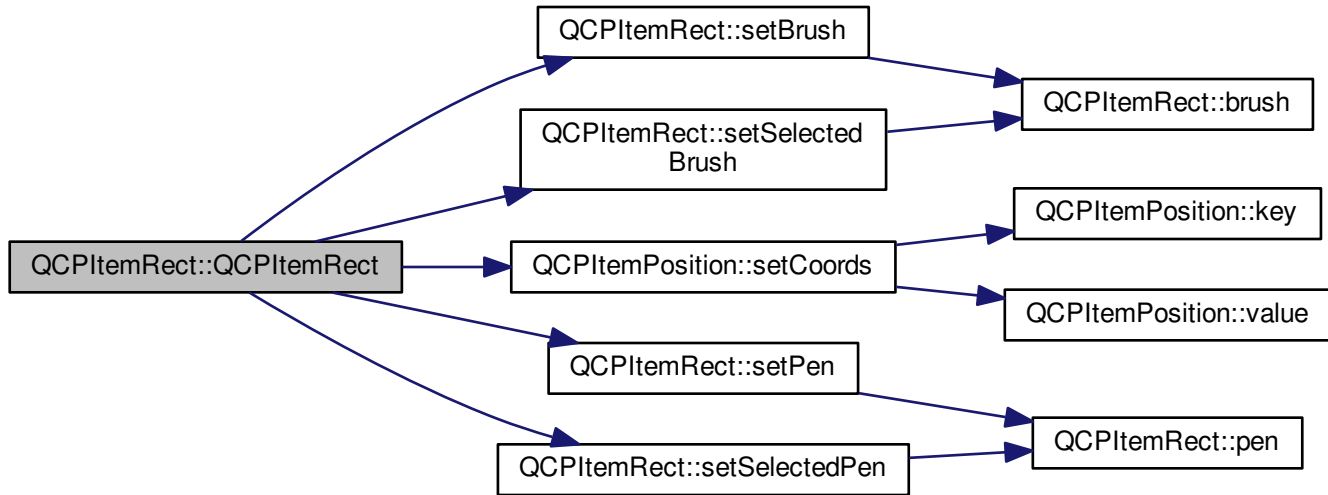 QCPItemRect::QCPItemRect
QCPItemRect::setBrush
QCPItemRect::setSelected
Brush
QCPItemPosition::setCoords
QCPItemRect::setPen
QCPItemRect::setSelectedPen
QCPItemRect::brush
QCPItemPosition::key
QCPItemPosition::value
QCPItemRect::pen